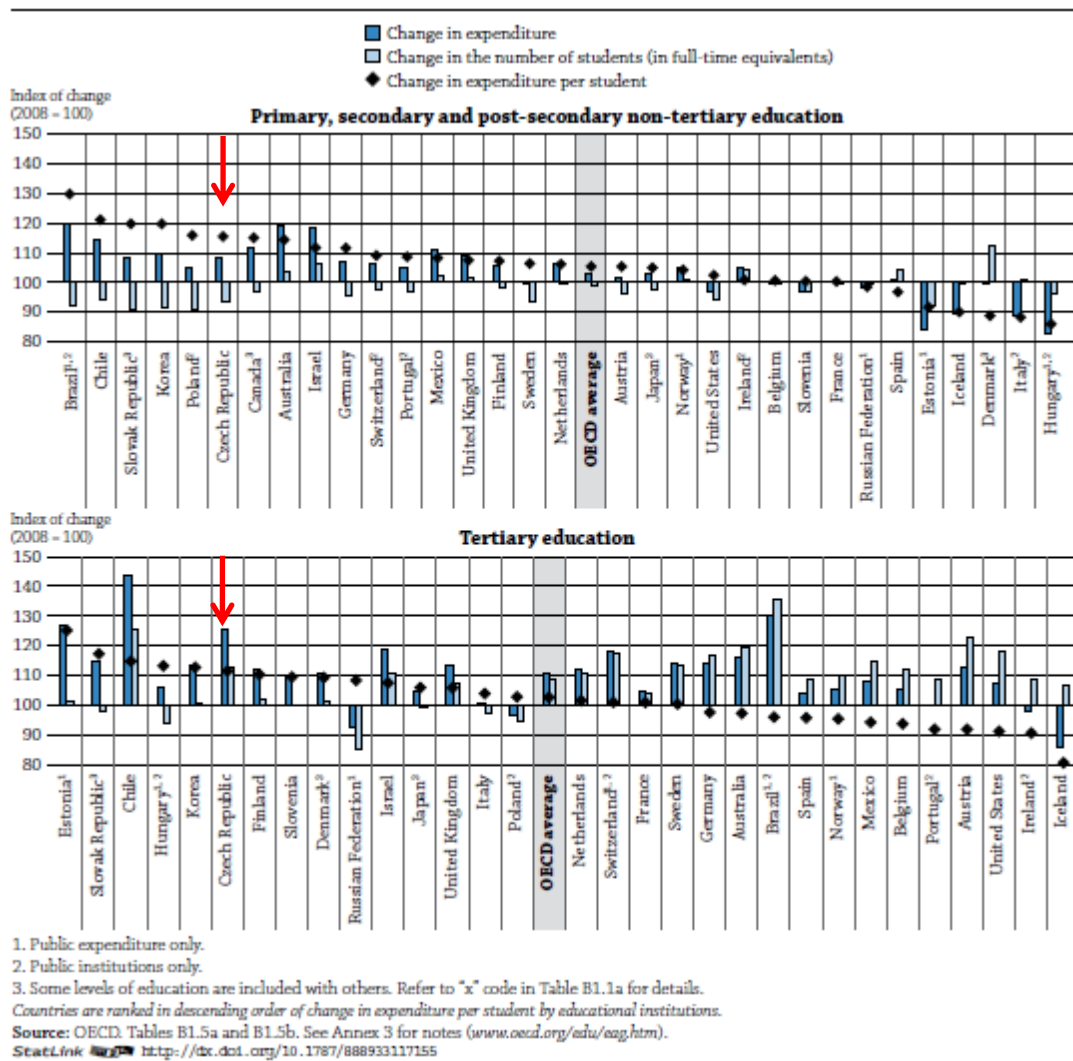 Change in expenditure
Change in the number of students (in full-time equivalents)
Change in expenditure per student
Index of change
(2008 = 100)
Primary, secondary and post-secondary non-tertiary education
150
140
130
120
110
100
90
80
Brazil¹,²
Chile
Slovak Republic³
Korea
Poland²
Czech Republic
Canada³
Australia
Israel
Germany
Switzerland²
Portugal²
Mexico
United Kingdom
Finland
Sweden
Netherlands
OECD average
Austria
Japan³
Norway¹
United States
Ireland²
Belgium
Slovenia
France
Russian Federation¹
Spain
Estonia¹
Iceland
Denmark³
Italy²
Hungary¹,²
Index of change
(2008 = 100)
Tertiary education
150
140
130
120
110
100
90
80
Estonia¹
Slovak Republic³
Chile
Hungary¹,²
Korea
Czech Republic
Finland
Slovenia
Denmark³
Russian Federation¹
Israel
Japan³
United Kingdom
Italy
Poland²
OECD average
Netherlands
Switzerland¹,²
France
Sweden
Germany
Australia
Brazil¹,²
Spain
Norway¹
Mexico
Belgium
Portugal²
Austria
United States
Ireland²
Iceland
1. Public expenditure only.
2. Public institutions only.
3. Some levels of education are included with others. Refer to "x" code in Table B1.1a for details.
Countries are ranked in descending order of change in expenditure per student by educational institutions.
Source: OECD. Tables B1.5a and B1.5b. See Annex 3 for notes (www.oecd.org/edu/eag.htm).
StatLink http://dx.doi.org/10.1787/888933117155